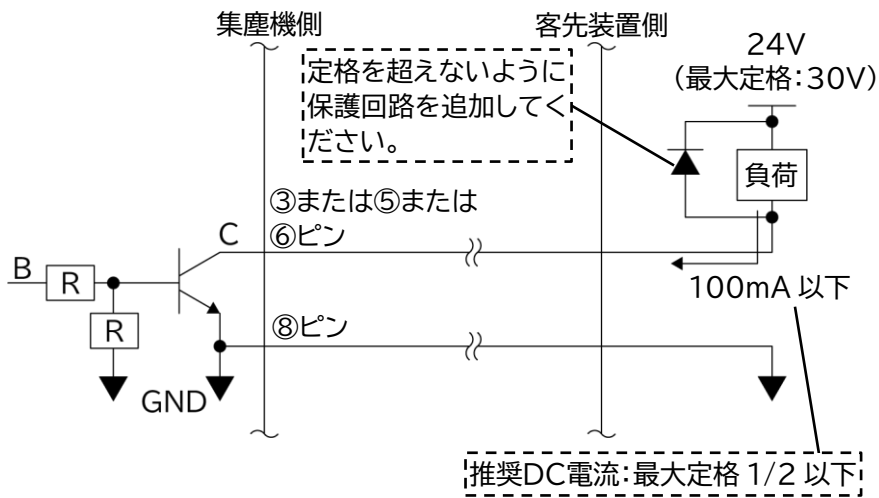 集塵機側
客先装置側
24V
（最大定格：30V）
定格を超えないように
保護回路を追加してく
ださい。
負荷
③または⑤または
⑥ピン
C
B
R
R
100mA 以下
⑧ピン
GND
推奨DC電流：最大定格 1/2 以下